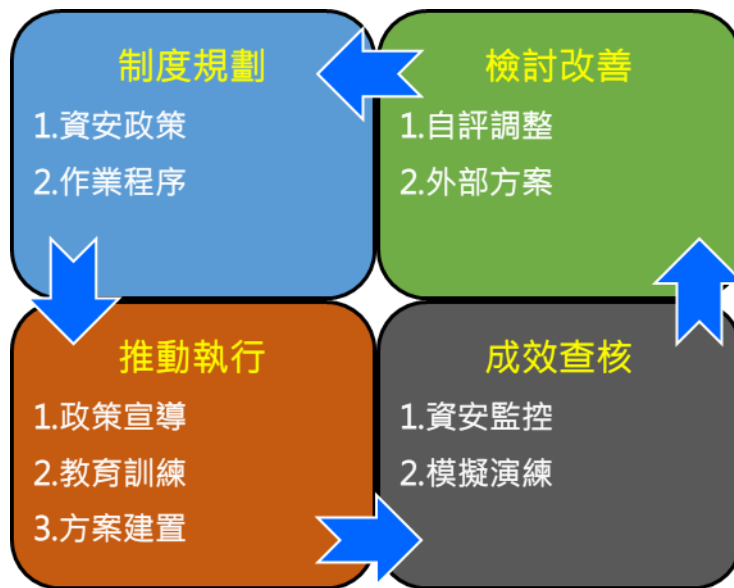 制度規劃
1.資安政策
2.作業程序
檢討改善
1.自評調整
2.外部方案
推動執行
1.政策宣導
2.教育訓練
3.方案建置
成效查核
1.資安監控
2.模擬演練